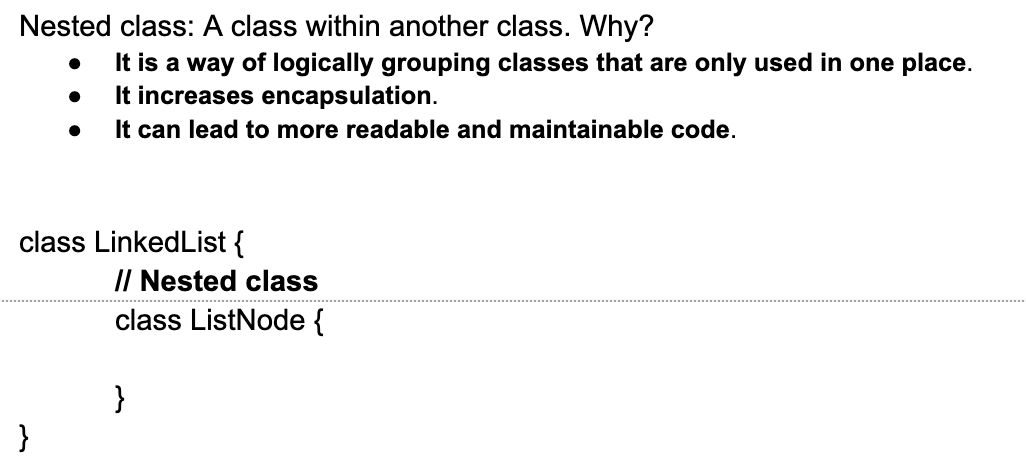 Nested class: A class within another class. Why?
● It is a way of logically grouping classes that are only used in one place.
● It increases encapsulation.
● It can lead to more readable and maintainable code.
class LinkedList {
// Nested class
class ListNode {
}
}